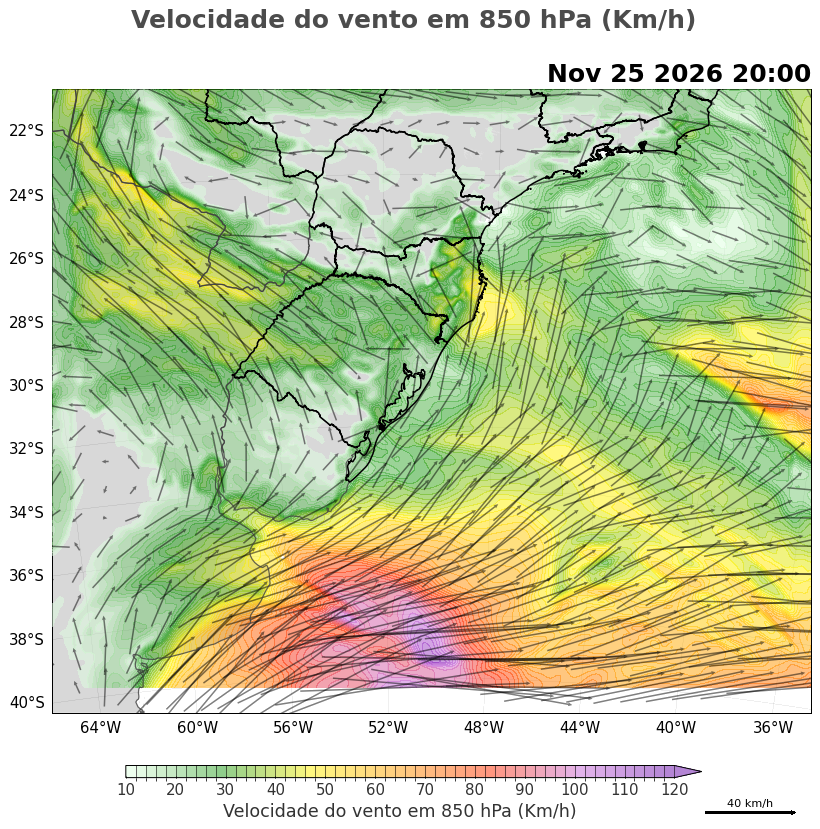 Velocidade do vento em 850 hPa (Km/h)
Nov 25 2026 20:00
22°S
24°S
26°S
28°S
30°S
32°S
34°S
36°S
38°S
40°S
64°W 60°W 56°W 52°W 48°W 44°W 40°W 36°W
10 20 30 40 50 60 70 80 90 100 110 120
Velocidade do vento em 850 hPa (Km/h)
40 km/h